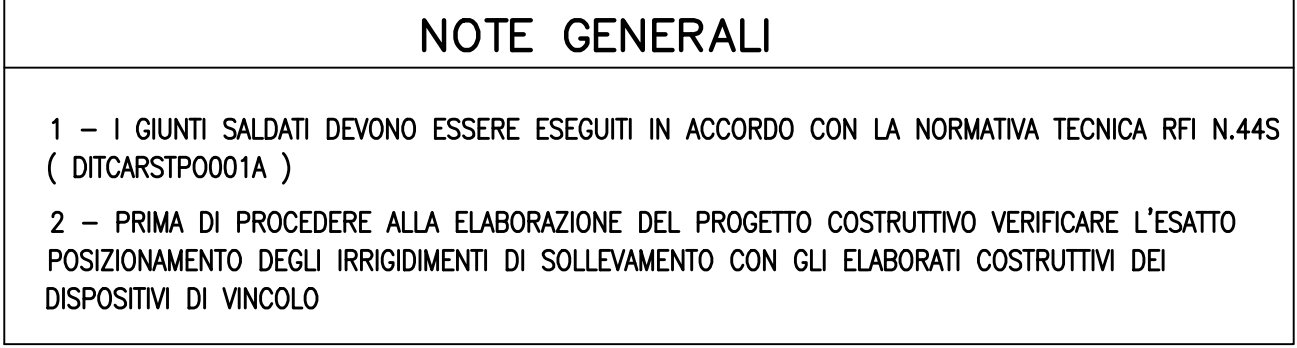 NOTE GENERALI
1 – I GIUNTI SALDATI DEVONO ESSERE ESEGUITI IN ACCORDO CON LA NORMATIVA TECNICA RFI N.44S
( DITCARSTPO001A )
2 – PRIMA DI PROCEDERE ALLA ELABORAZIONE DEL PROGETTO COSTRUTTIVO VERIFICARE L'ESATTO
POSIZIONAMENTO DEGLI IRRIGIDIMENTI DI SOLLEVAMENTO CON GLI ELABORATI COSTRUTTIVI DEI
DISPOSITIVI DI VINCOLO